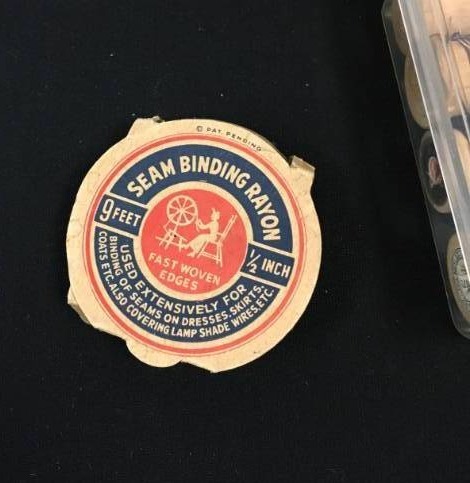 © PAT. PENDING
SEAM BINDING RAYON
9 FEET
1/2 INCH
FAST WOVEN
EDGES
USED EXTENSIVELY FOR
BINDING OF SEAMS ON DRESSES, SKIRTS,
COATS ETC. ALSO COVERING LAMP SHADE WIRES, ETC.